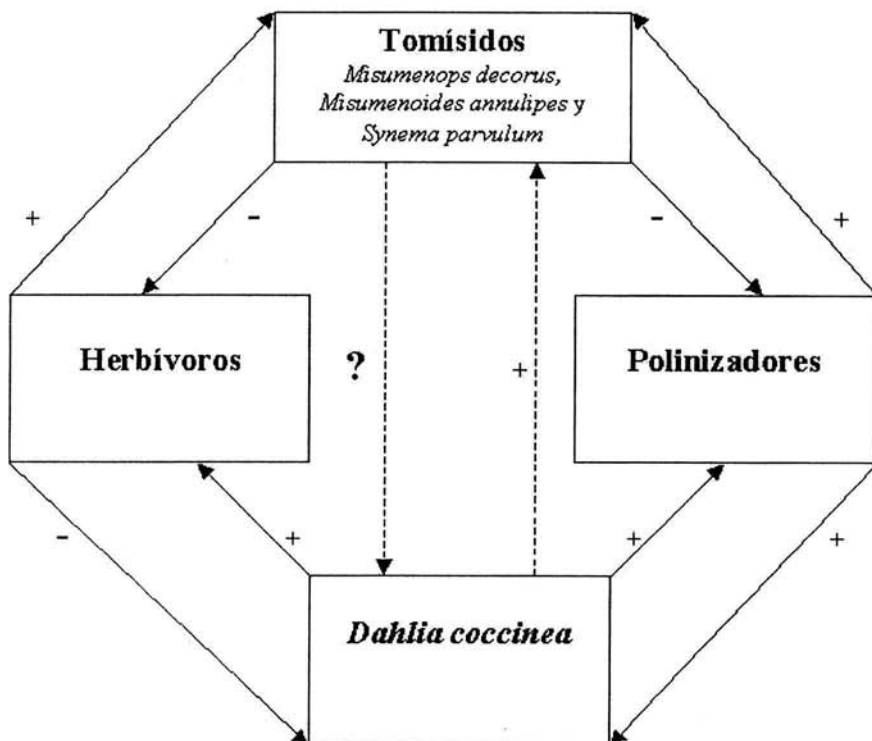 Tomísidos
Misumenops decorus,
Misumenoides annulipes y
Synema parvulum
+
-
-
+
Herbívoros
?
+
Polinizadores
-
+
+
+
Dahlia coccinea